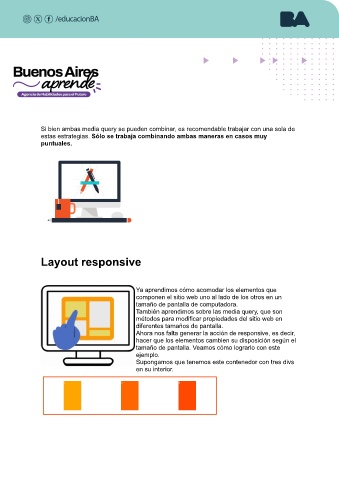 /educacionBA
BA
Buenos Aires
aprende
Agencia de Habilidades para el Futuro
Si bien ambas media query se pueden combinar, es recomendable trabajar con una sola de
estas estrategias. Sólo se trabaja combinando ambas maneras en casos muy
puntuales.
Layout responsive
Ya aprendimos cómo acomodar los elementos que
componen el sitio web uno al lado de los otros en un
tamaño de pantalla de computadora.
También aprendimos sobre las media query, que son
métodos para modificar propiedades del sitio web en
diferentes tamaños de pantalla.
Ahora nos falta generar la acción de responsive, es decir,
hacer que los elementos cambien su disposición según el
tamaño de pantalla. Veamos cómo lograrlo con este
ejemplo.
Supongamos que tenemos este contenedor con tres divs
en su interior.